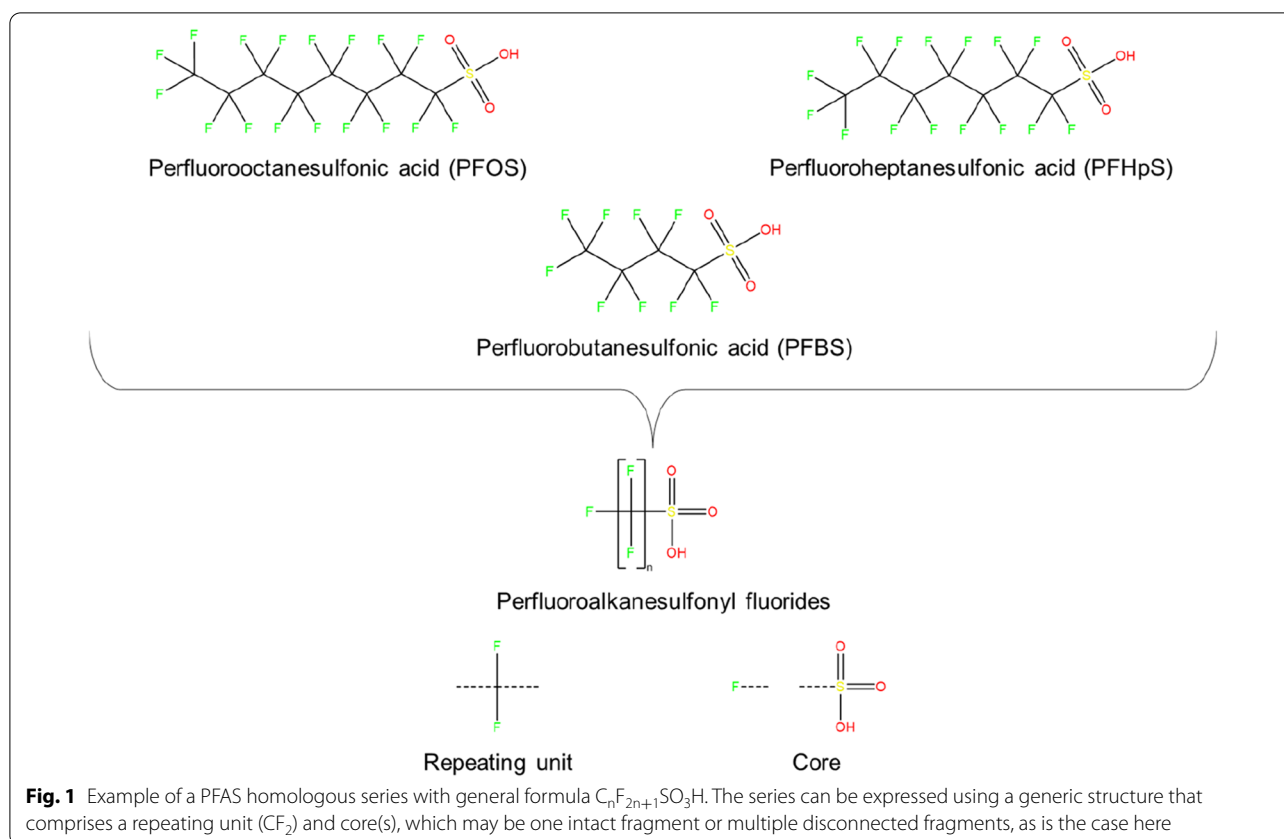 F F F F F F F F O
F OH
S
F O
F F F F F F F F
Perfluorooctanesulfonic acid (PFOS)
F F F F F F O
F OH
S
F O
F F F F F F F
Perfluoroheptanesulfonic acid (PFHpS)
F F F F O
OH
S
F O
F F F F
Perfluorobutanesulfonic acid (PFBS)
F O
F S O
F OH
n
Perfluoroalkanesulfonyl fluorides
F
F
Repeating unit
O
F S O
OH
Core
Fig. 1 Example of a PFAS homologous series with general formula CₙF₂ₙ₊₁SO₃H. The series can be expressed using a generic structure that
comprises a repeating unit (CF₂) and core(s), which may be one intact fragment or multiple disconnected fragments, as is the case here